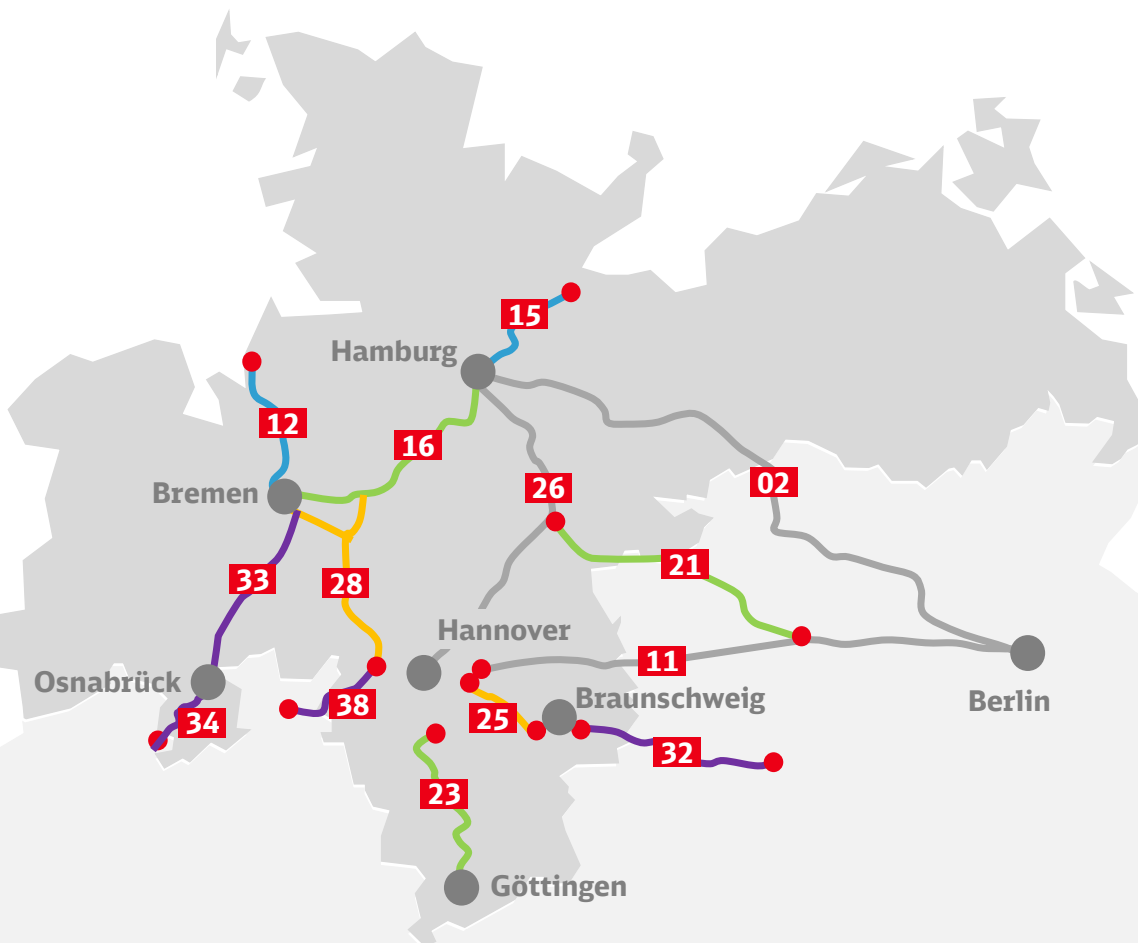 15
Hamburg
12
16
02
26
Bremen
21
33
28
Hannover
11
Osnabrück
Braunschweig
Berlin
38
25
34
32
23
Göttingen